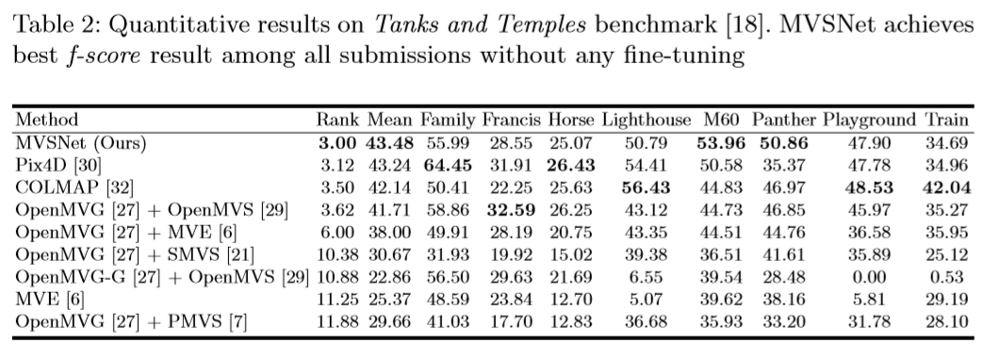 Table 2: Quantitative results on Tanks and Temples benchmark [18]. MVSNet achieves
best f-score result among all submissions without any fine-tuning
Method Rank Mean Family Francis Horse Lighthouse M60 Panther Playground Train
MVSNet (Ours) 3.00 43.48 55.99 28.55 25.07 50.79 53.96 50.86 47.90 34.69
Pix4D [30] 3.12 43.24 64.45 31.91 26.43 54.41 50.58 35.37 47.78 34.96
COLMAP [32] 3.50 42.14 50.41 22.25 25.63 56.43 44.83 46.97 48.53 42.04
OpenMVG [27] + OpenMVS [29] 3.62 41.71 58.86 32.59 26.25 43.12 44.73 46.85 45.97 35.27
OpenMVG [27] + MVE [6] 6.00 38.00 49.91 28.19 20.75 43.35 44.51 44.76 36.58 35.95
OpenMVG [27] + SMVS [21] 10.38 30.67 31.93 19.92 15.02 39.38 36.51 41.61 35.89 25.12
OpenMVG-G [27] + OpenMVS [29] 10.88 22.86 56.50 29.63 21.69 6.55 39.54 28.48 0.00 0.53
MVE [6] 11.25 25.37 48.59 23.84 12.70 5.07 39.62 38.16 5.81 29.19
OpenMVG [27] + PMVS [7] 11.88 29.66 41.03 17.70 12.83 36.68 35.93 33.20 31.78 28.10